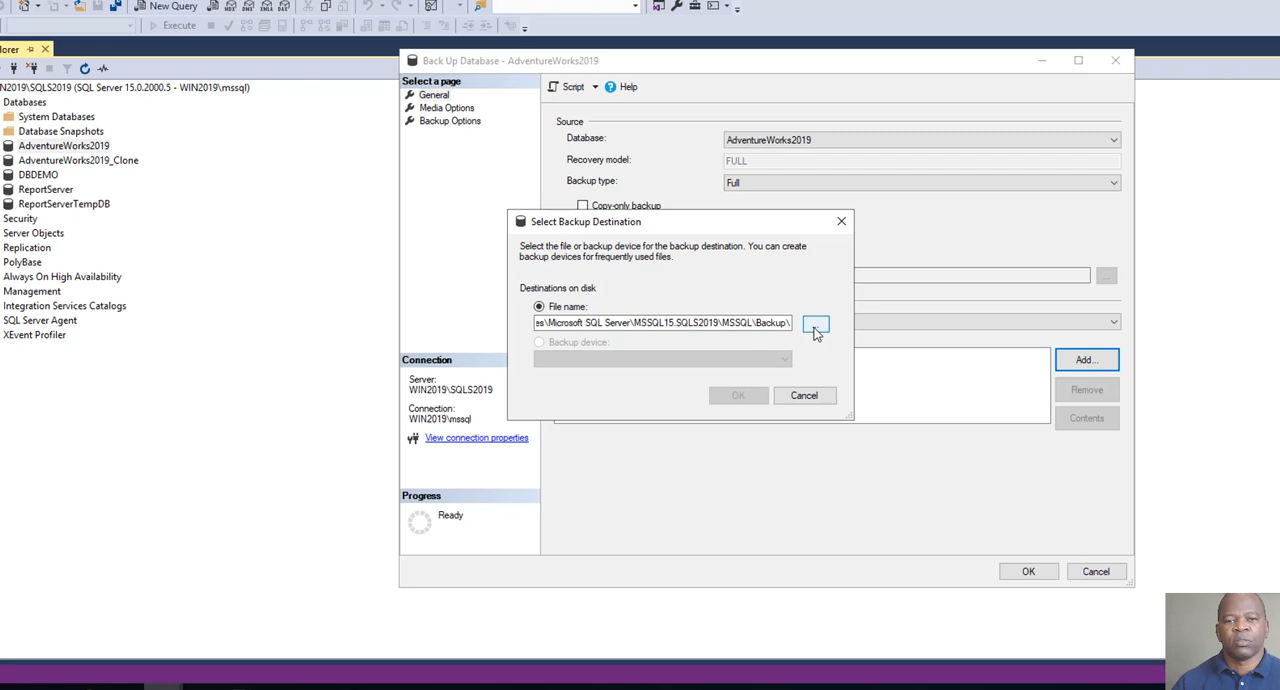 New Query
Execute
lorer
N2019\SQLS2019 (SQL Server 15.0.2000.5 - WIN2019\mssql)
Databases
System Databases
Database Snapshots
AdventureWorks2019
AdventureWorks2019_Clone
DBDEMO
ReportServer
ReportServerTempDB
Security
Server Objects
Replication
PolyBase
Always On High Availability
Management
Integration Services Catalogs
SQL Server Agent
XEvent Profiler
Back Up Database - AdventureWorks2019
Select a page
General
Media Options
Backup Options
Script
Help
Source
Database:
AdventureWorks2019
Recovery model:
FULL
Backup type:
Full
Copy-only backup
Select Backup Destination
Select the file or backup device for the backup destination. You can create
backup devices for frequently used files.
Destinations on disk
File name:
es\Microsoft SQL Server\MSSQL15.SQLS2019\MSSQL\Backup\
...
Backup device:
OK
Cancel
...
Add...
Remove
Contents
Connection
Server:
WIN2019\SQLS2019
Connection:
WIN2019\mssql
View connection properties
Progress
Ready
OK
Cancel